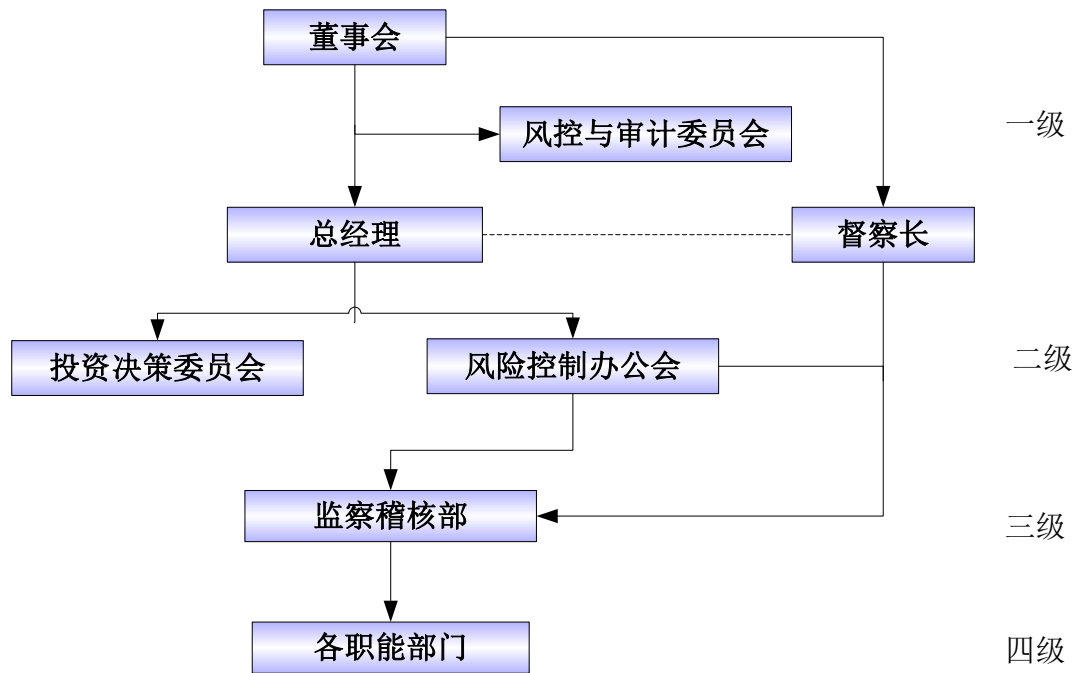 董事会
风控与审计委员会
一级
总经理
督察长
投资决策委员会
风险控制办公会
二级
监察稽核部
三级
各职能部门
四级